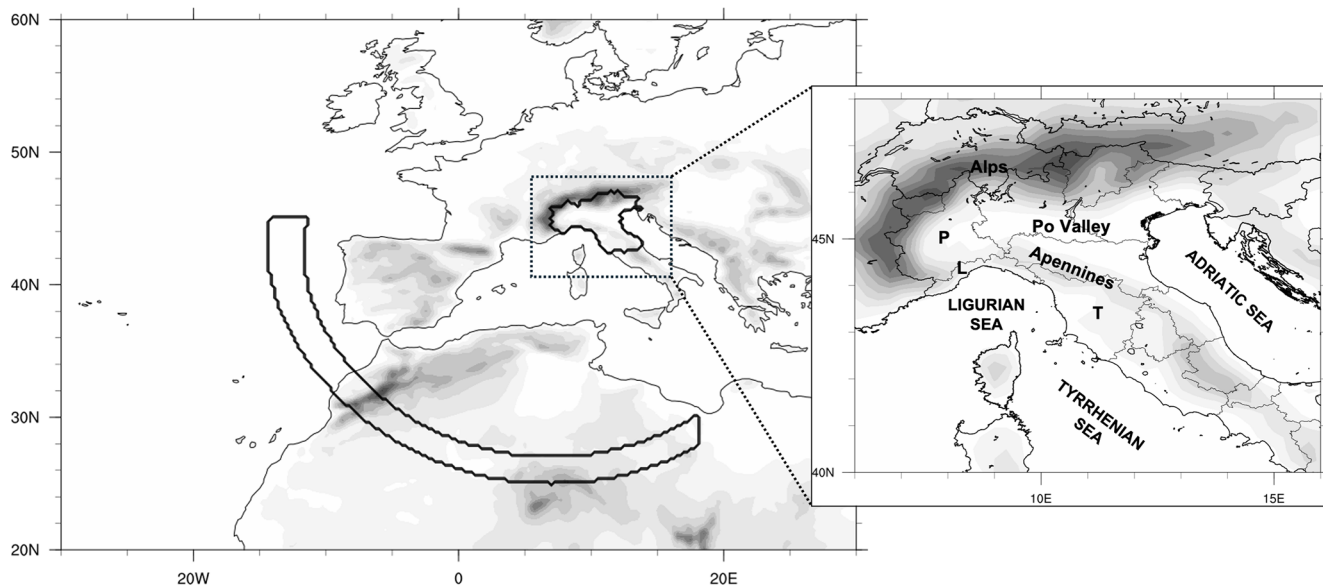 60N
50N
40N
30N
20N
20W
0
20E
Alps
P
Po Valley
45N
L
Apennines
LIGURIAN
SEA
T
ADRIATIC SEA
TYRRHENIAN
SEA
40N
10E
15E